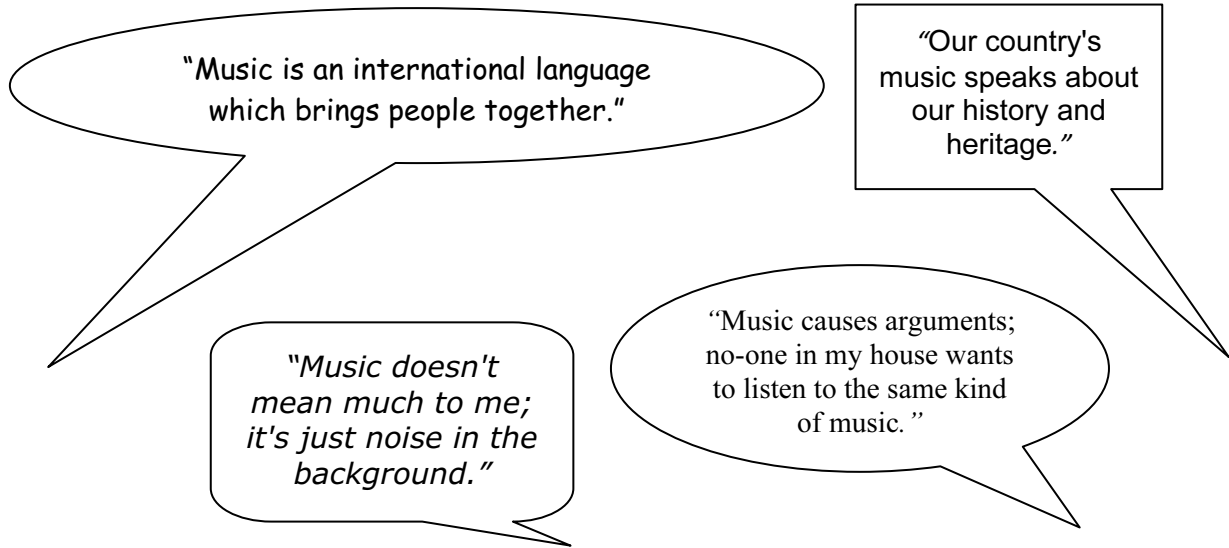 “Music is an international language
which brings people together.”
“Our country's
music speaks about
our history and
heritage.”
“Music doesn't
mean much to me;
it's just noise in the
background.”
“Music causes arguments;
no-one in my house wants
to listen to the same kind
of music.”